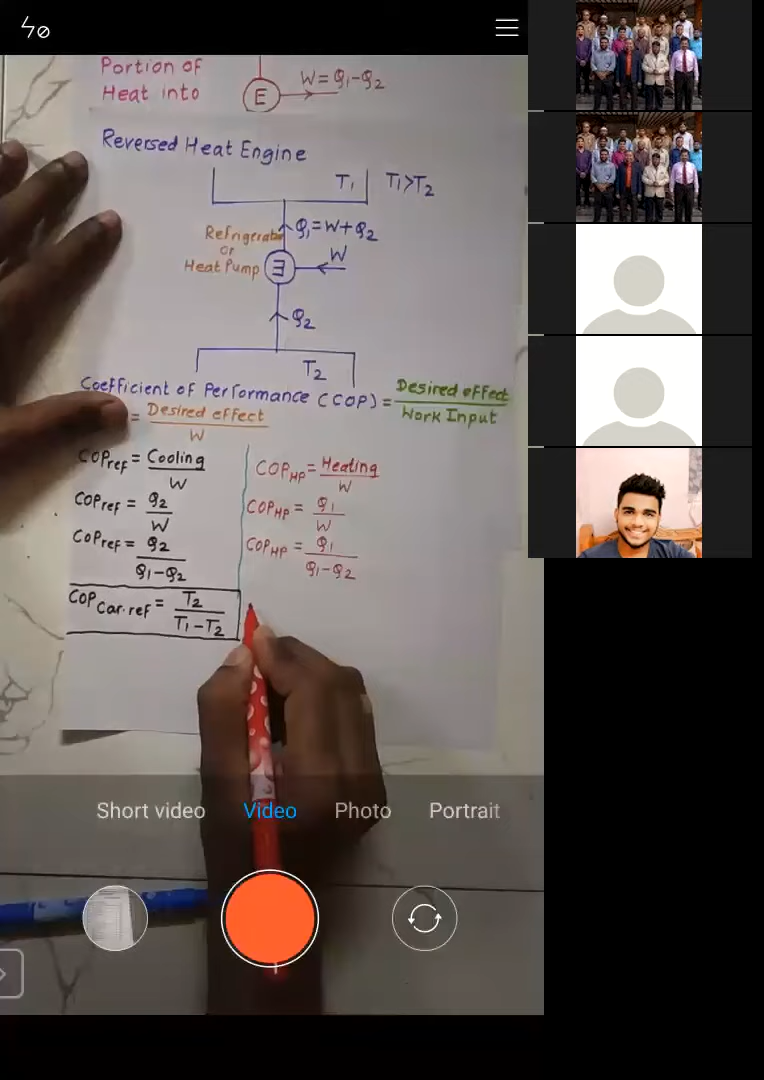 Portion of
Heat into
W = Q1-Q2
E
Reversed Heat Engine
T1
T1>T2
Q1=W+Q2
Refrigerator
or
Heat Pump
E
W
Q2
T2
Coefficient of Performance (COP) = Desired effect / Work Input
= Desired effect / W
COPref = Cooling / W
COPref = Q2 / W
COPref = Q2 / Q1-Q2
COPCar.ref = T2 / T1-T2
COPHP = Heating / W
COPHP = Q1 / W
COPHP = Q1 / Q1-Q2
Short video Video Photo Portrait